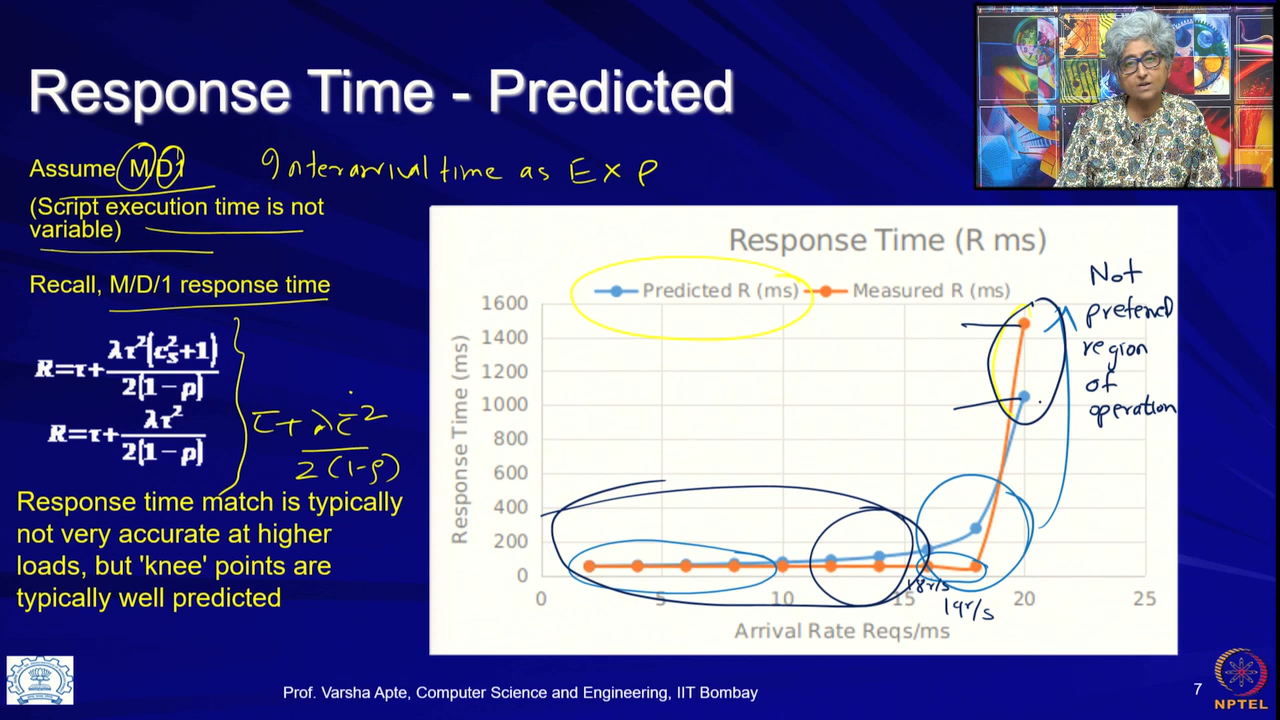 Response Time - Predicted
Assume M/D/1
Interarrival time as Exp
(Script execution time is not
variable)
Recall, M/D/1 response time
R=τ+λτ²(c²ₛ+1)/2(1-ρ)
R=τ+λτ²/2(1-ρ)
τ+λτ²/2(1-ρ)
Response time match is typically
not very accurate at higher
loads, but 'knee' points are
typically well predicted
Response Time (R ms)
Predicted R (ms) Measured R (ms)
Response Time (ms)
1600
1400
1200
1000
800
600
400
200
0
0 5 10 15 20 25
Arrival Rate Reqs/ms
Not
preferred
region
of
operation
18r/s
19r/s
Prof. Varsha Apte, Computer Science and Engineering, IIT Bombay
7
NPTEL